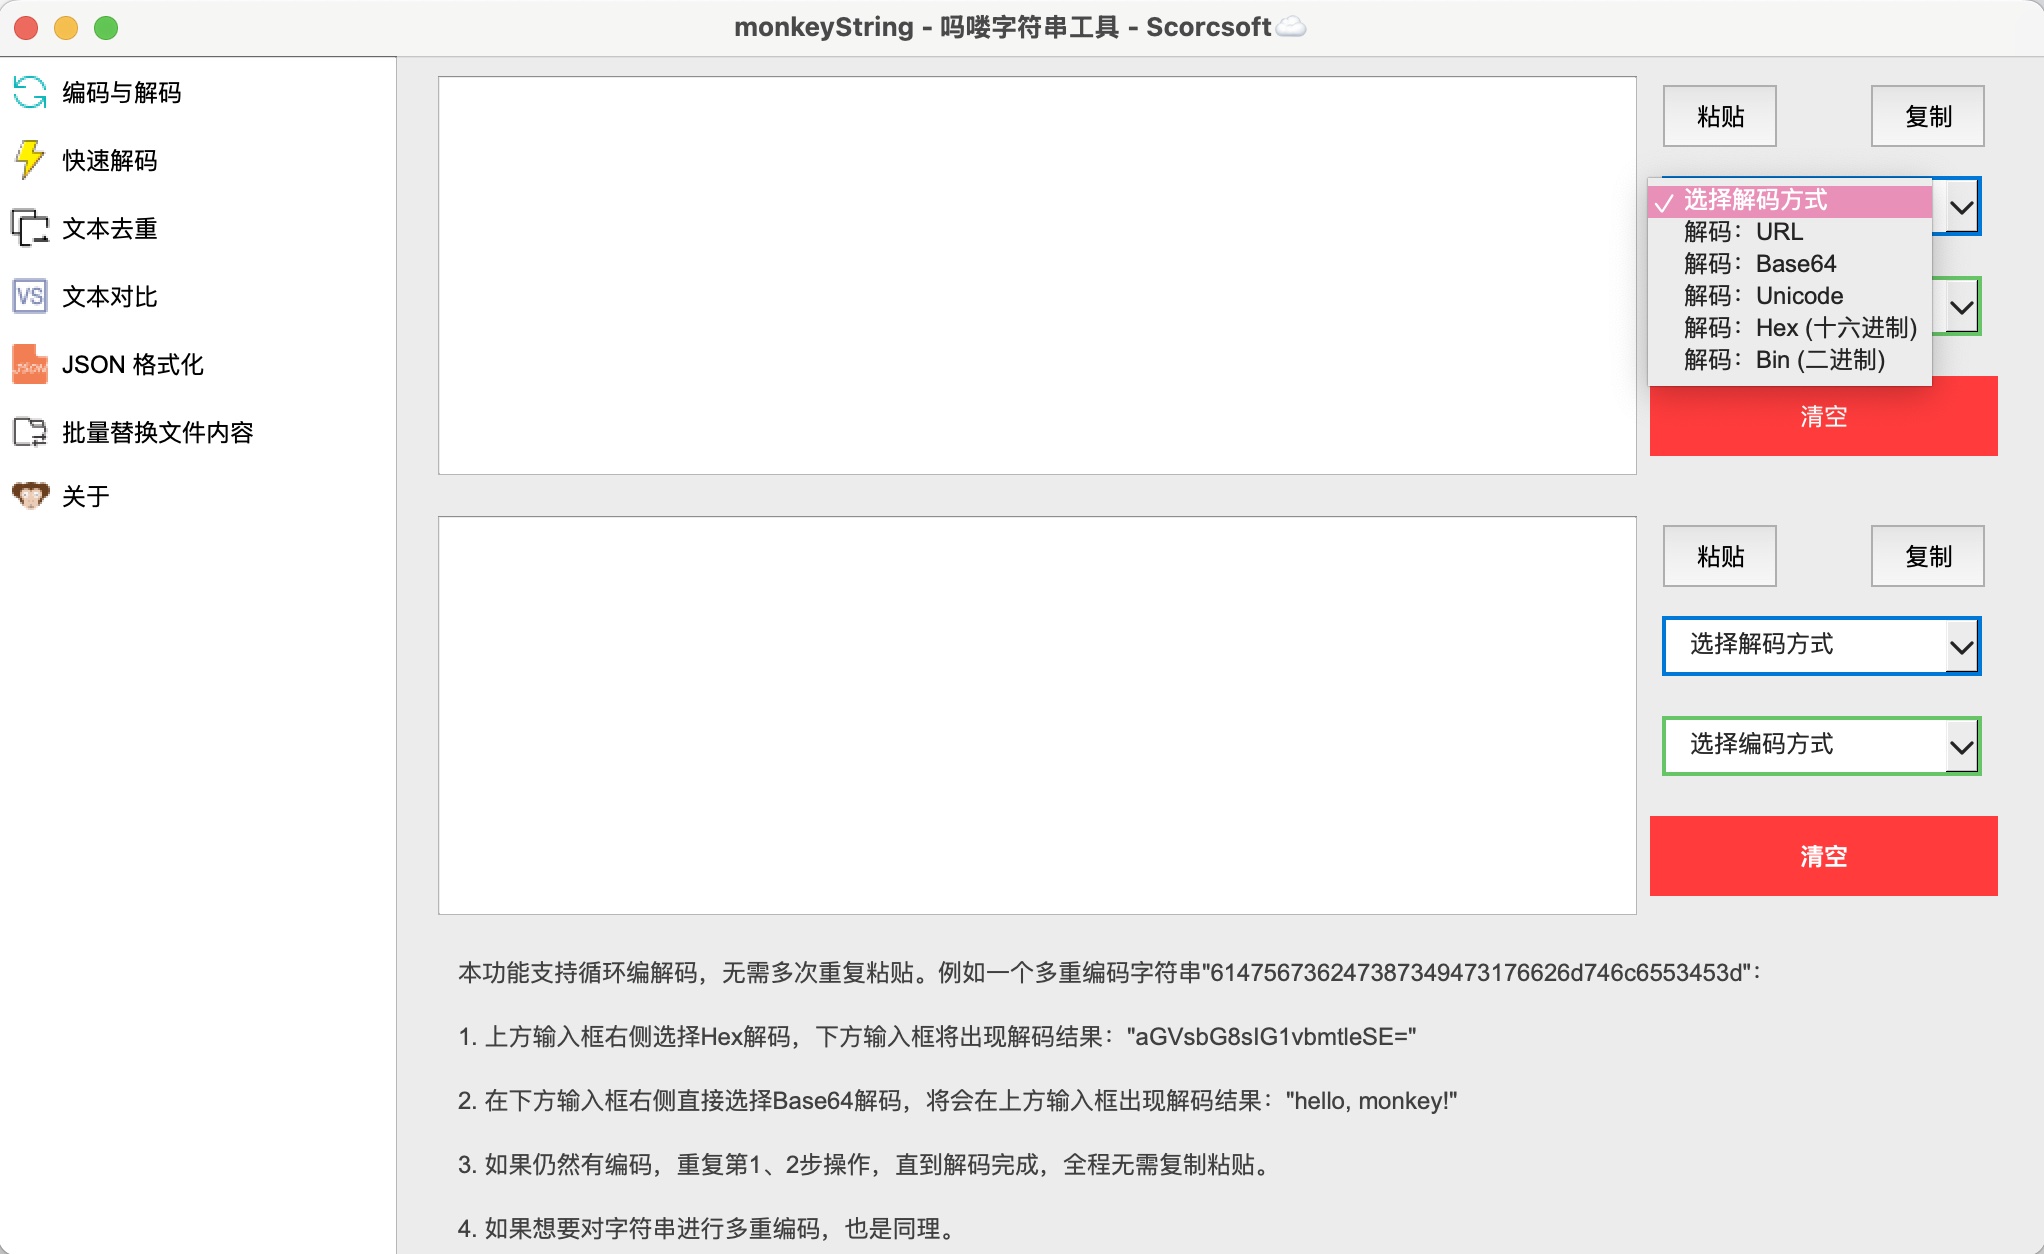 monkeyString - 吗喽字符串工具 - Scorcsoft☁️
编码与解码
快速解码
文本去重
VS 文本对比
JSON JSON 格式化
批量替换文件内容
关于
粘贴 复制
✓ 选择解码方式
解码：URL
解码：Base64
解码：Unicode
解码：Hex (十六进制)
解码：Bin (二进制)
清空
粘贴 复制
选择解码方式
选择编码方式
清空
本功能支持循环编解码，无需多次重复粘贴。例如一个多重编码字符串"614756736247387349473176626d746c6553453d"：
1. 上方输入框右侧选择Hex解码，下方输入框将出现解码结果："aGVsbG8sIG1vbmtleSE="
2. 在下方输入框右侧直接选择Base64解码，将会在上方输入框出现解码结果："hello, monkey!"
3. 如果仍然有编码，重复第1、2步操作，直到解码完成，全程无需复制粘贴。
4. 如果想要对字符串进行多重编码，也是同理。